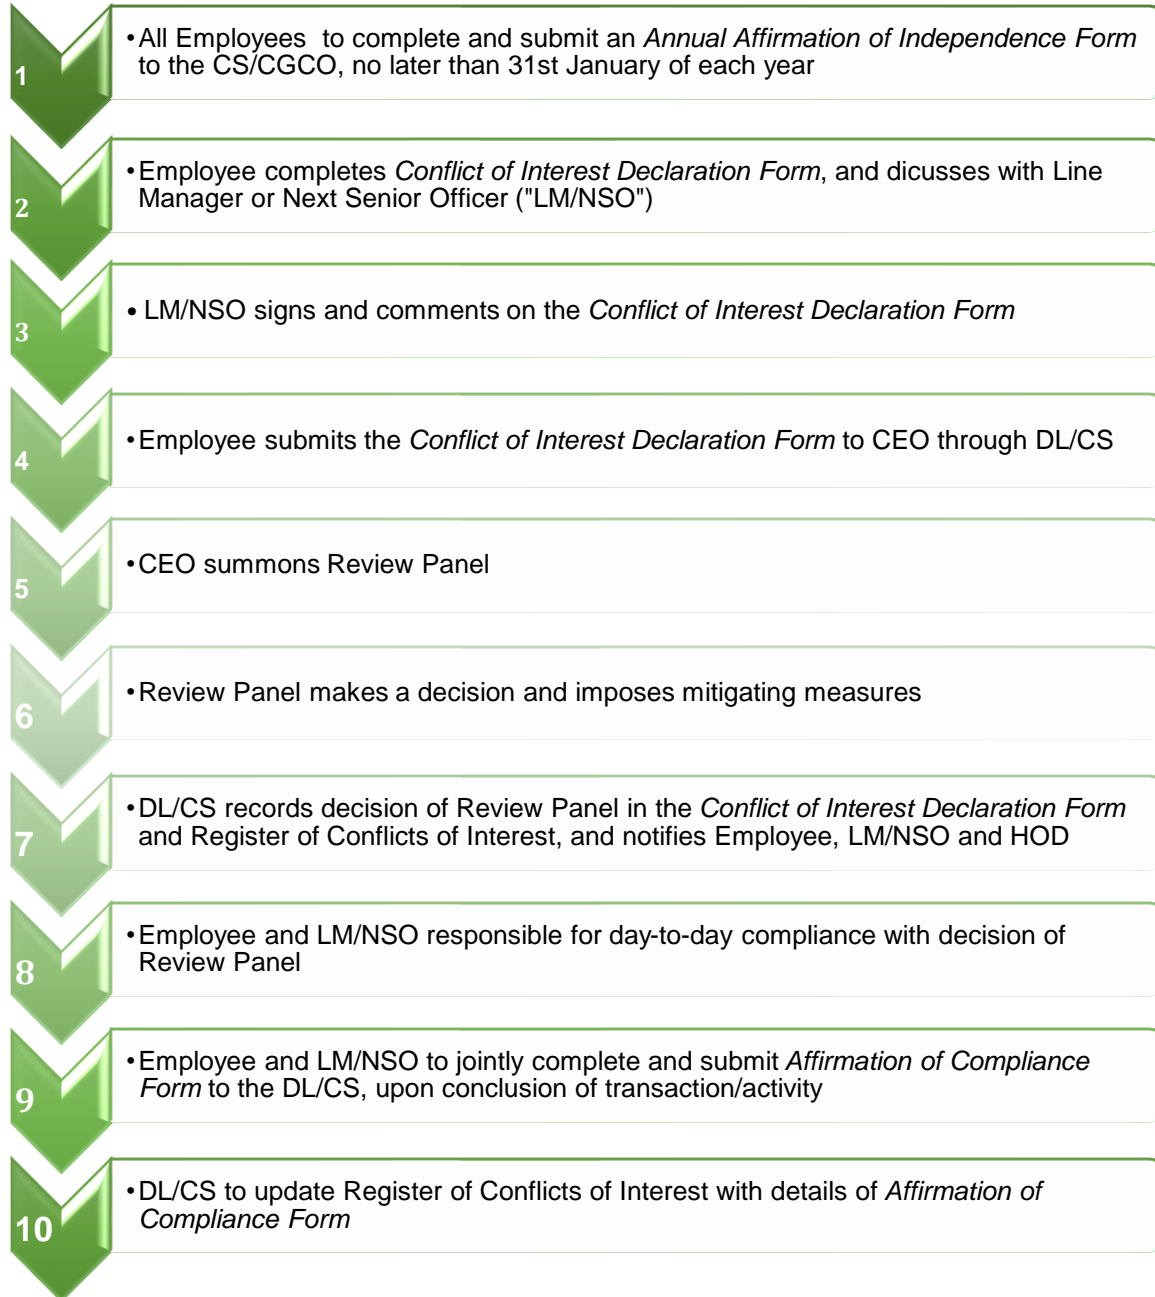 1
•All Employees  to complete and submit an Annual Affirmation of Independence Form
to the CS/CGCO, no later than 31st January of each year
2
•Employee completes Conflict of Interest Declaration Form, and dicusses with Line
Manager or Next Senior Officer ("LM/NSO")
3
• LM/NSO signs and comments on the Conflict of Interest Declaration Form
4
•Employee submits the Conflict of Interest Declaration Form to CEO through DL/CS
5
•CEO summons Review Panel
6
•Review Panel makes a decision and imposes mitigating measures
7
•DL/CS records decision of Review Panel in the Conflict of Interest Declaration Form
and Register of Conflicts of Interest, and notifies Employee, LM/NSO and HOD
8
•Employee and LM/NSO responsible for day-to-day compliance with decision of
Review Panel
9
•Employee and LM/NSO to jointly complete and submit Affirmation of Compliance
Form to the DL/CS, upon conclusion of transaction/activity
10
•DL/CS to update Register of Conflicts of Interest with details of Affirmation of
Compliance Form